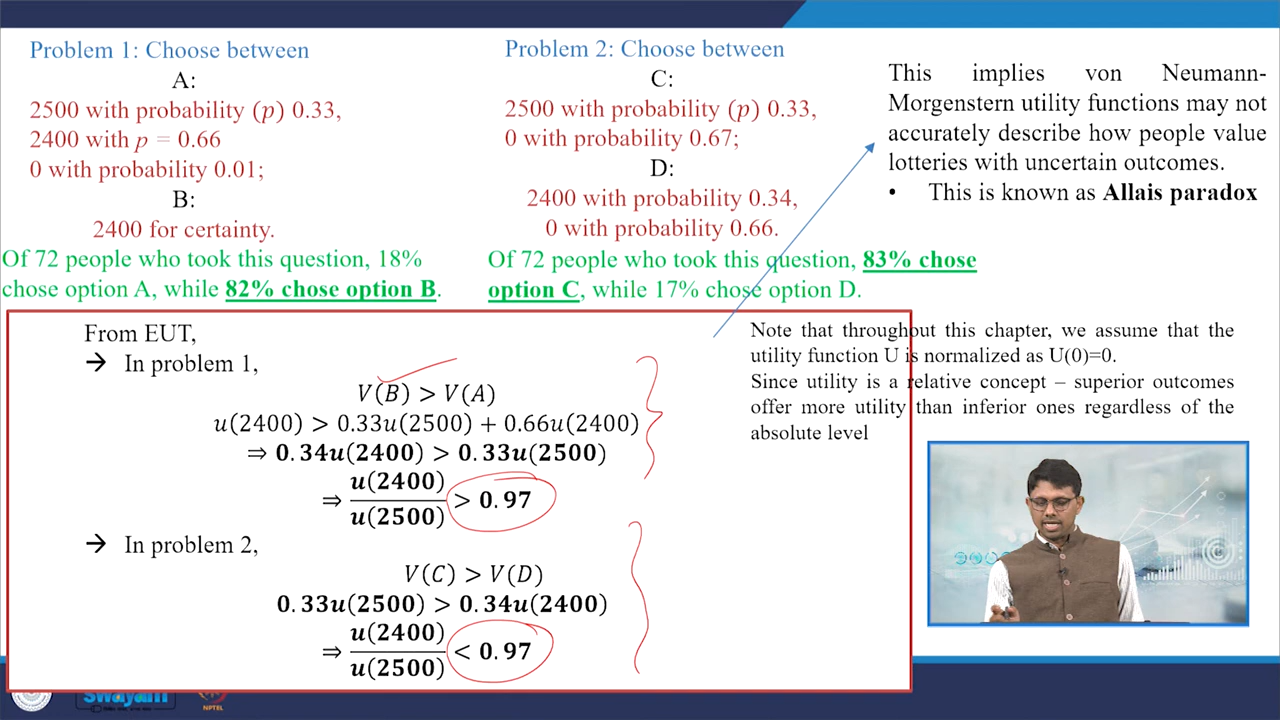 Problem 1: Choose between
A:
2500 with probability (p) 0.33,
2400 with p = 0.66
0 with probability 0.01;
B:
2400 for certainty.
Of 72 people who took this question, 18%
chose option A, while 82% chose option B.
Problem 2: Choose between
C:
2500 with probability (p) 0.33,
0 with probability 0.67;
D:
2400 with probability 0.34,
0 with probability 0.66.
Of 72 people who took this question, 83% chose
option C, while 17% chose option D.
This implies von Neumann-
Morgenstern utility functions may not
accurately describe how people value
lotteries with uncertain outcomes.
• This is known as Allais paradox
From EUT,
→ In problem 1,
V(B) > V(A)
u(2400) > 0.33u(2500) + 0.66u(2400)
⇒ 0.34u(2400) > 0.33u(2500)
⇒ u(2400)/u(2500) > 0.97
→ In problem 2,
V(C) > V(D)
0.33u(2500) > 0.34u(2400)
⇒ u(2400)/u(2500) < 0.97
Note that throughout this chapter, we assume that the
utility function U is normalized as U(0)=0.
Since utility is a relative concept – superior outcomes
offer more utility than inferior ones regardless of the
absolute level
swayam
NPTEL